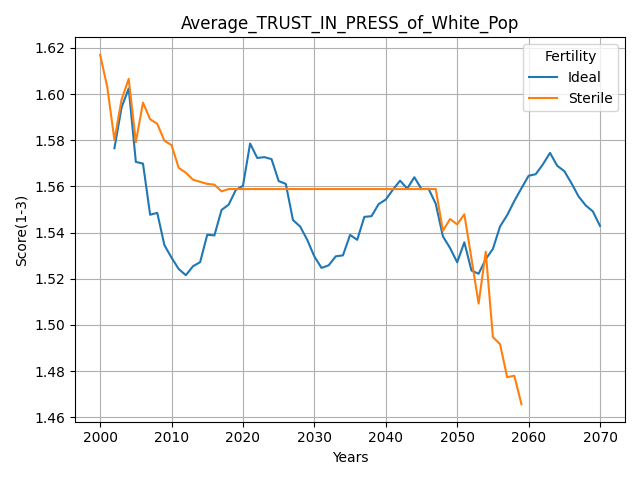 Average_TRUST_IN_PRESS_of_White_Pop
Fertility
Ideal
Sterile
Score(1-3)
1.62
1.60
1.58
1.56
1.54
1.52
1.50
1.48
1.46
2000 2010 2020 2030 2040 2050 2060 2070
Years